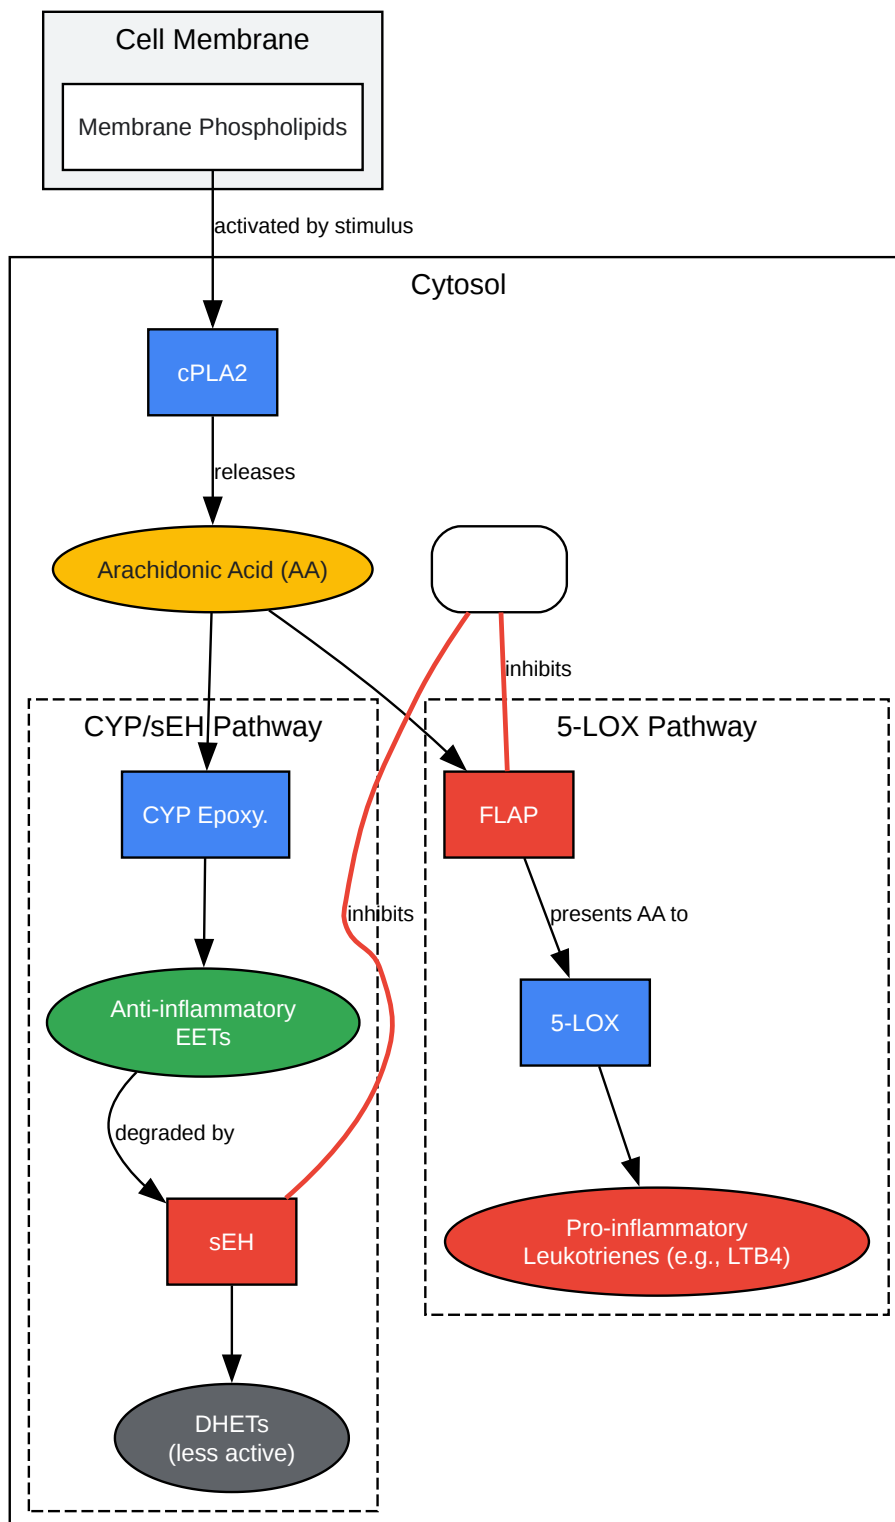 Cell Membrane
Membrane Phospholipids
activated by stimulus
Cytosol
cPLA2
releases
Arachidonic Acid (AA)
inhibits
CYP/sEH Pathway
5-LOX Pathway
CYP Epoxy.
FLAP
inhibits
presents AA to
Anti-inflammatory
EETs
5-LOX
degraded by
sEH
Pro-inflammatory
Leukotrienes (e.g., LTB4)
DHETs
(less active)